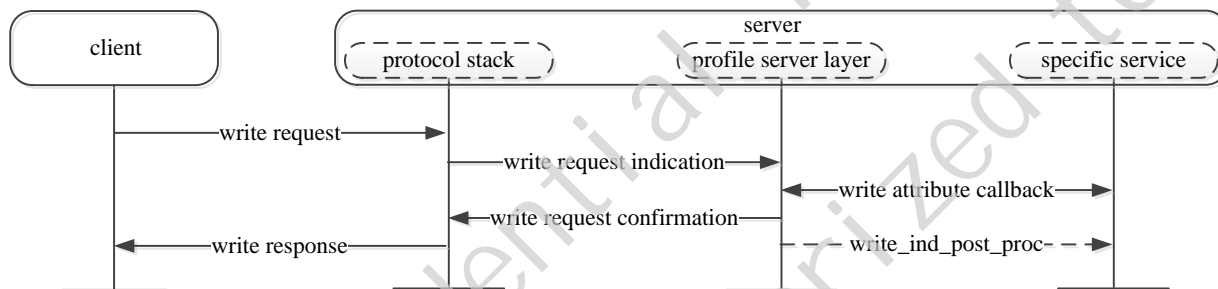 server
client
protocol stack
profile server layer
specific service
write request
write request indication
write attribute callback
write request confirmation
write response
write_ind_post_proc